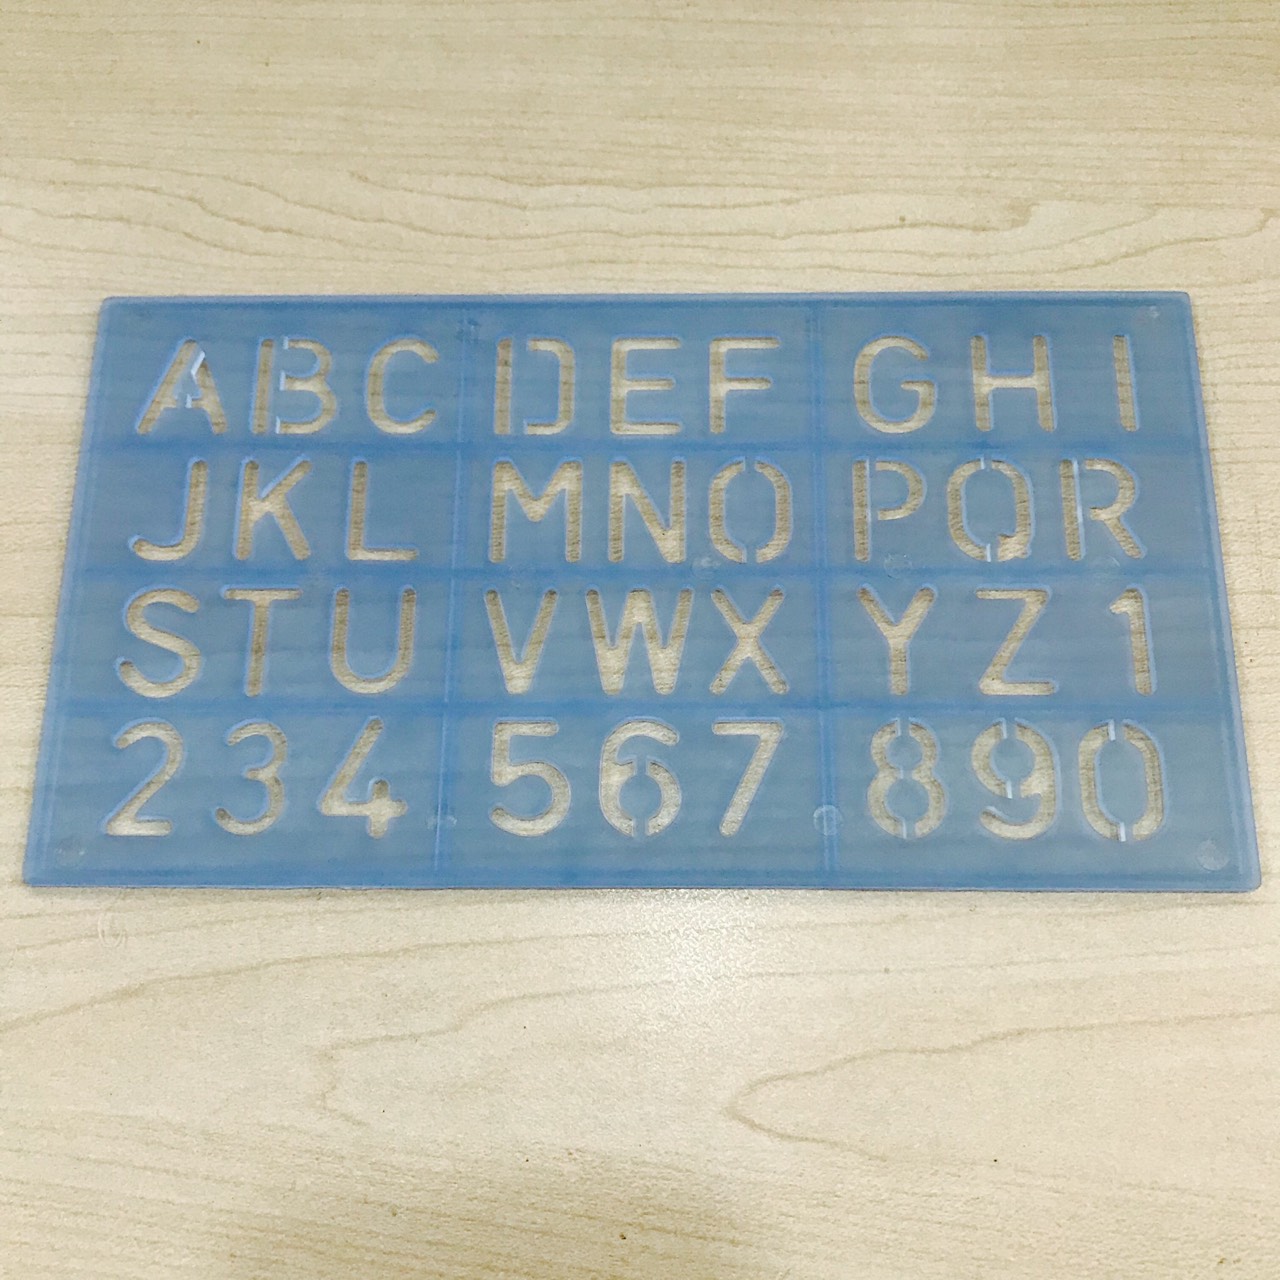 ABC DEF GHI
JKL MNO PQR
STU VWX YZ1
234 567 890